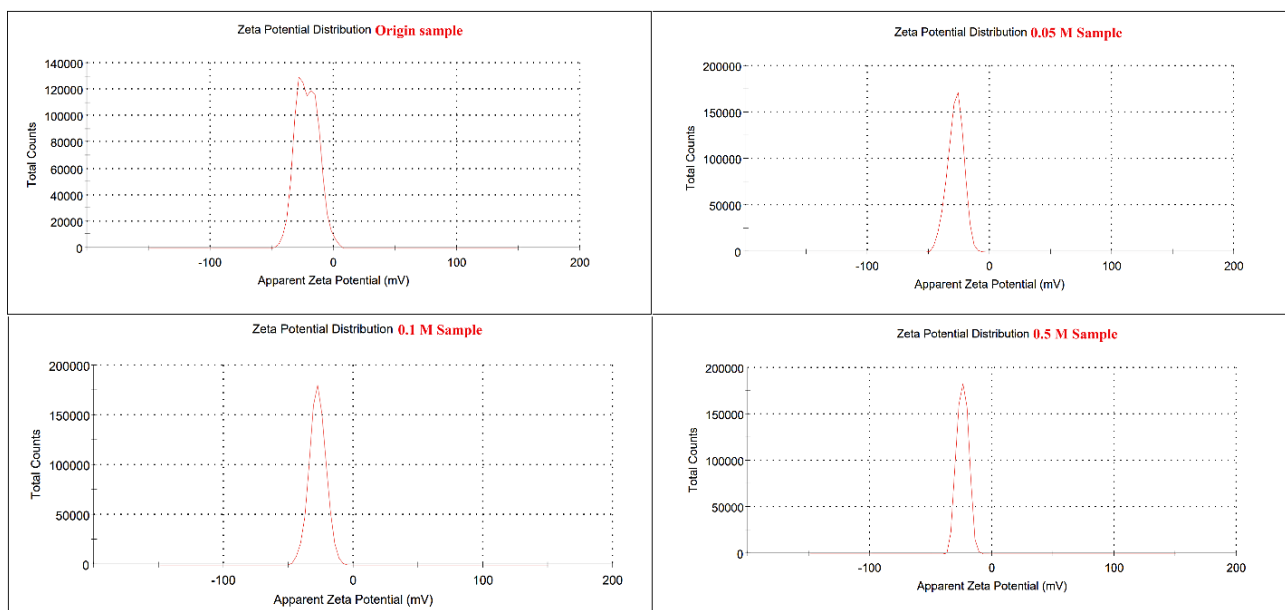 Zeta Potential Distribution Origin sample
140000
120000
100000
80000
60000
40000
20000
0
-100 0 100 200
Total Counts
Apparent Zeta Potential (mV)
Zeta Potential Distribution 0.05 M Sample
200000
150000
100000
50000
0
-100 0 100 200
Total Counts
Apparent Zeta Potential (mV)
Zeta Potential Distribution 0.1 M Sample
200000
150000
100000
50000
0
-100 0 100 200
Total Counts
Apparent Zeta Potential (mV)
Zeta Potential Distribution 0.5 M Sample
200000
150000
100000
50000
0
-100 0 100 200
Total Counts
Apparent Zeta Potential (mV)